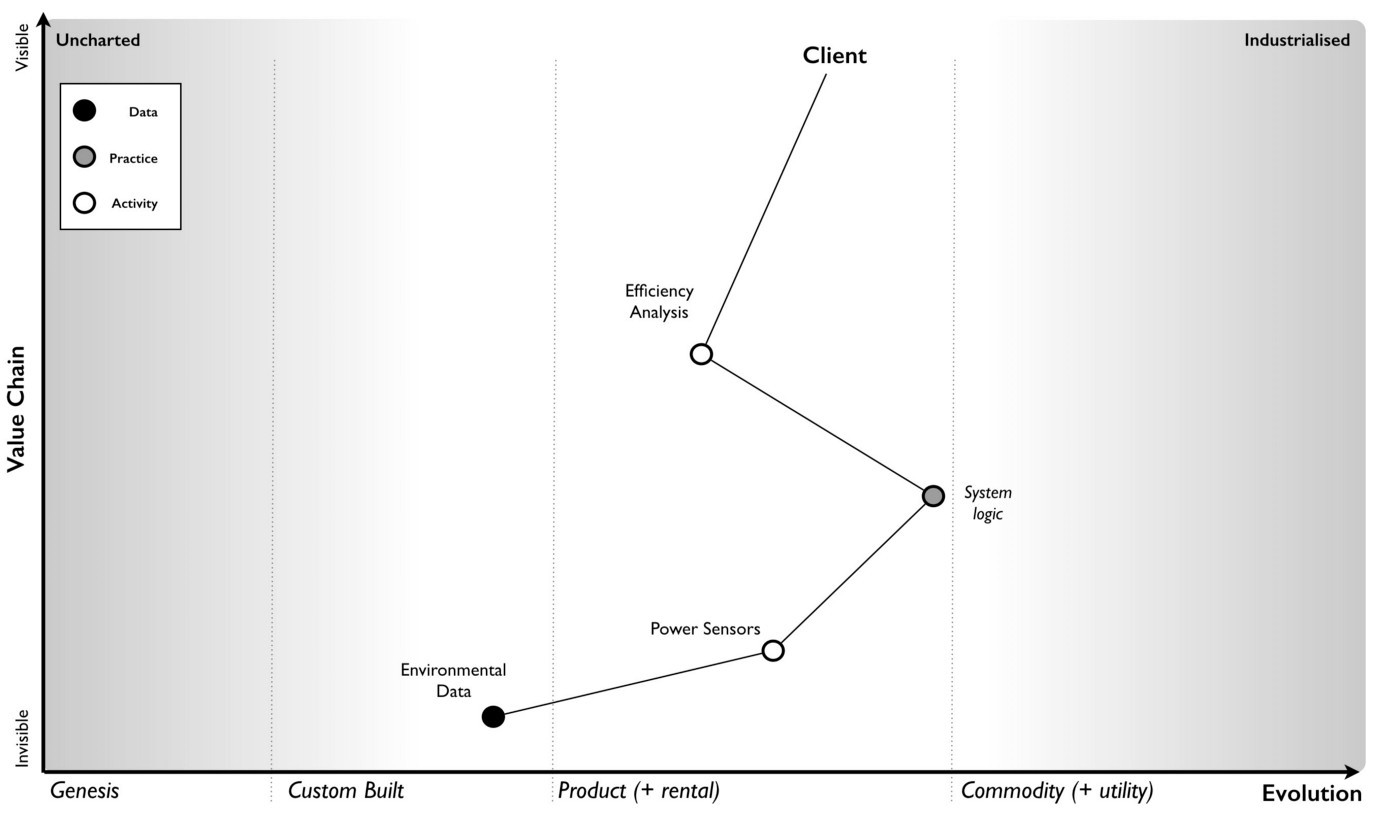 Visible
Uncharted
Industrialised
Client
Data
Practice
Activity
Efficiency
Analysis
Value Chain
System
logic
Power Sensors
Environmental
Data
Invisible
Genesis
Custom Built
Product (+ rental)
Commodity (+ utility)
Evolution